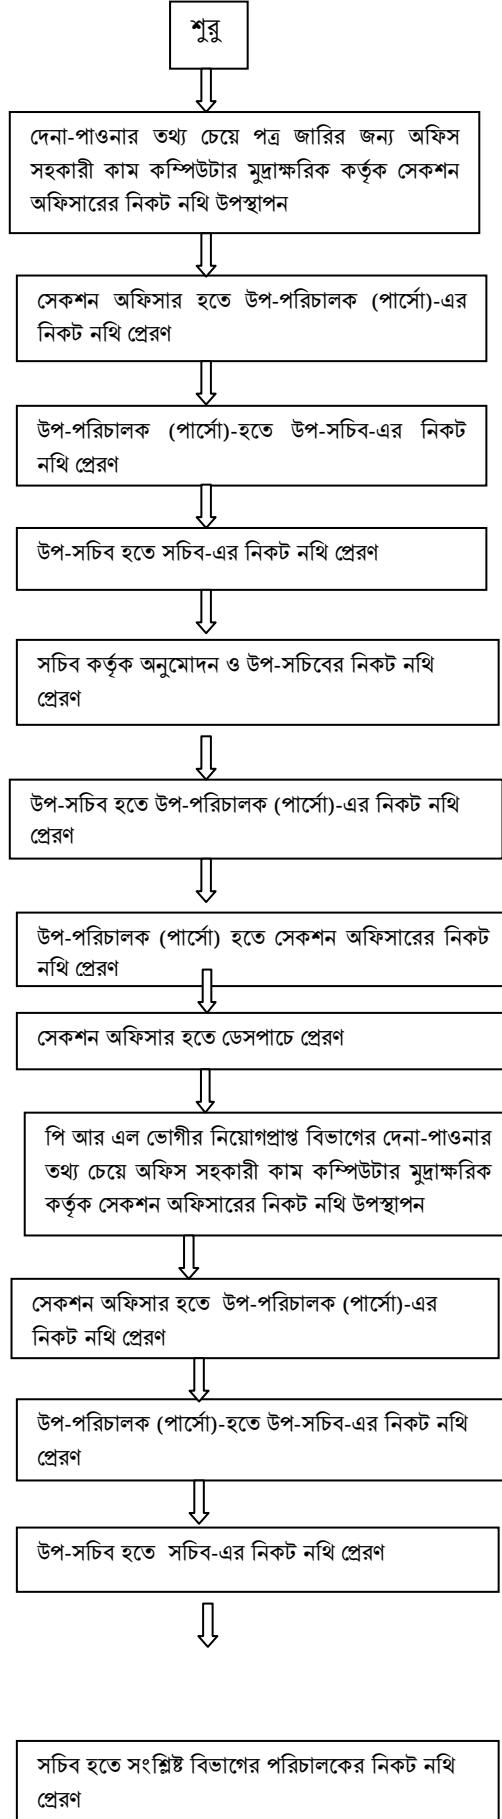 শুরু
দেনা-পাওনার তথ্য চেয়ে পত্র জারির জন্য অফিস
সহকারী কাম কম্পিউটার মুদ্রাক্ষরিক কর্তৃক সেকশন
অফিসারের নিকট নথি উপস্থাপন
সেকশন অফিসার হতে উপ-পরিচালক (পার্সো)-এর
নিকট নথি প্রেরণ
উপ-পরিচালক (পার্সো)-হতে উপ-সচিব-এর নিকট
নথি প্রেরণ
উপ-সচিব হতে সচিব-এর নিকট নথি প্রেরণ
সচিব কর্তৃক অনুমোদন ও উপ-সচিবের নিকট নথি
প্রেরণ
উপ-সচিব হতে উপ-পরিচালক (পার্সো)-এর নিকট নথি
প্রেরণ
উপ-পরিচালক (পার্সো) হতে সেকশন অফিসারের নিকট
নথি প্রেরণ
সেকশন অফিসার হতে ডেসপাচে প্রেরণ
পি আর এল ভোগীর নিয়োগপ্রাপ্ত বিভাগের দেনা-পাওনার
তথ্য চেয়ে অফিস সহকারী কাম কম্পিউটার মুদ্রাক্ষরিক
কর্তৃক সেকশন অফিসারের নিকট নথি উপস্থাপন
সেকশন অফিসার হতে উপ-পরিচালক (পার্সো)-এর
নিকট নথি প্রেরণ
উপ-পরিচালক (পার্সো)-হতে উপ-সচিব-এর নিকট নথি
প্রেরণ
উপ-সচিব হতে সচিব-এর নিকট নথি প্রেরণ
সচিব হতে সংশ্লিষ্ট বিভাগের পরিচালকের নিকট নথি
প্রেরণ